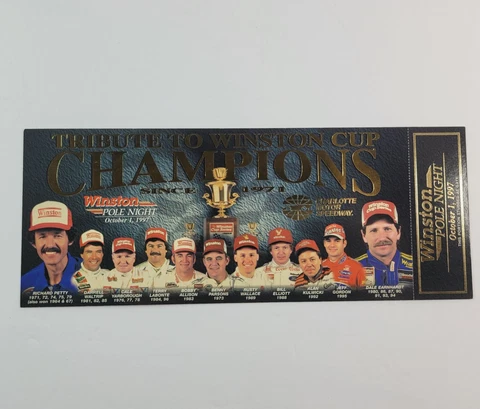 TRIBUTE TO WINSTON CUP
CHAMPIONS
SINCE 1971
Winston
POLE NIGHT
October 1, 1997
CHARLOTTE
MOTOR
SPEEDWAY
RICHARD PETTY
1971, 72, 74, 75, 79
(also won 1964 & 67)
DARRELL
WALTRIP
1981, 82, 85
CALE
YARBOROUGH
1976, 77, 78
TERRY
LABONTE
1984, 96
BOBBY
ALLISON
1983
BENNY
PARSONS
1973
RUSTY
WALLACE
1989
BILL
ELLIOTT
1988
ALAN
KULWICKI
1992
JEFF
GORDON
1995
DALE EARNHARDT
1980, 86, 87, 90,
91, 93, 94
Winston
POLE NIGHT
October 1, 1997